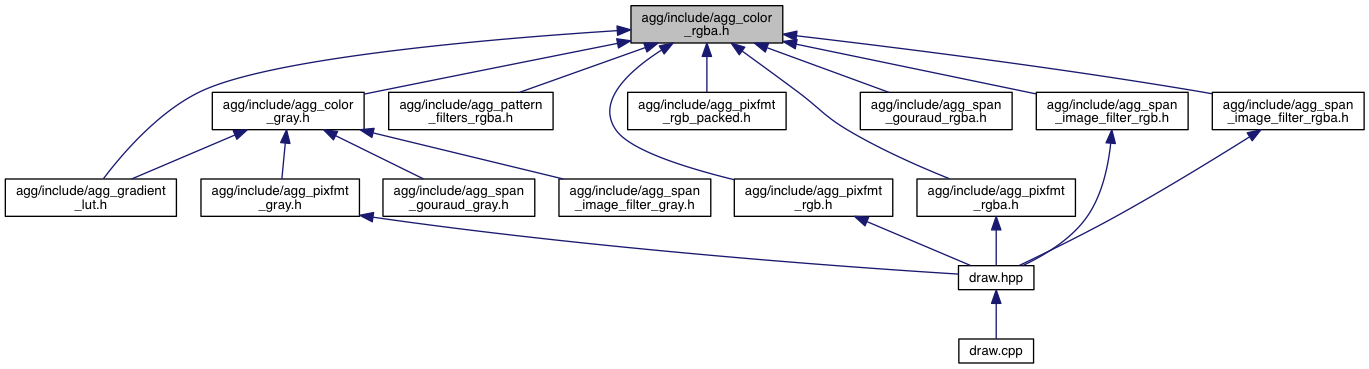 agg/include/agg_color
_rgba.h
agg/include/agg_color
_gray.h
agg/include/agg_pattern
_filters_rgba.h
agg/include/agg_pixfmt
_rgb_packed.h
agg/include/agg_span
_gouraud_rgba.h
agg/include/agg_span
_image_filter_rgb.h
agg/include/agg_span
_image_filter_rgba.h
agg/include/agg_gradient
_lut.h
agg/include/agg_pixfmt
_gray.h
agg/include/agg_span
_gouraud_gray.h
agg/include/agg_span
_image_filter_gray.h
agg/include/agg_pixfmt
_rgb.h
agg/include/agg_pixfmt
_rgba.h
draw.hpp
draw.cpp